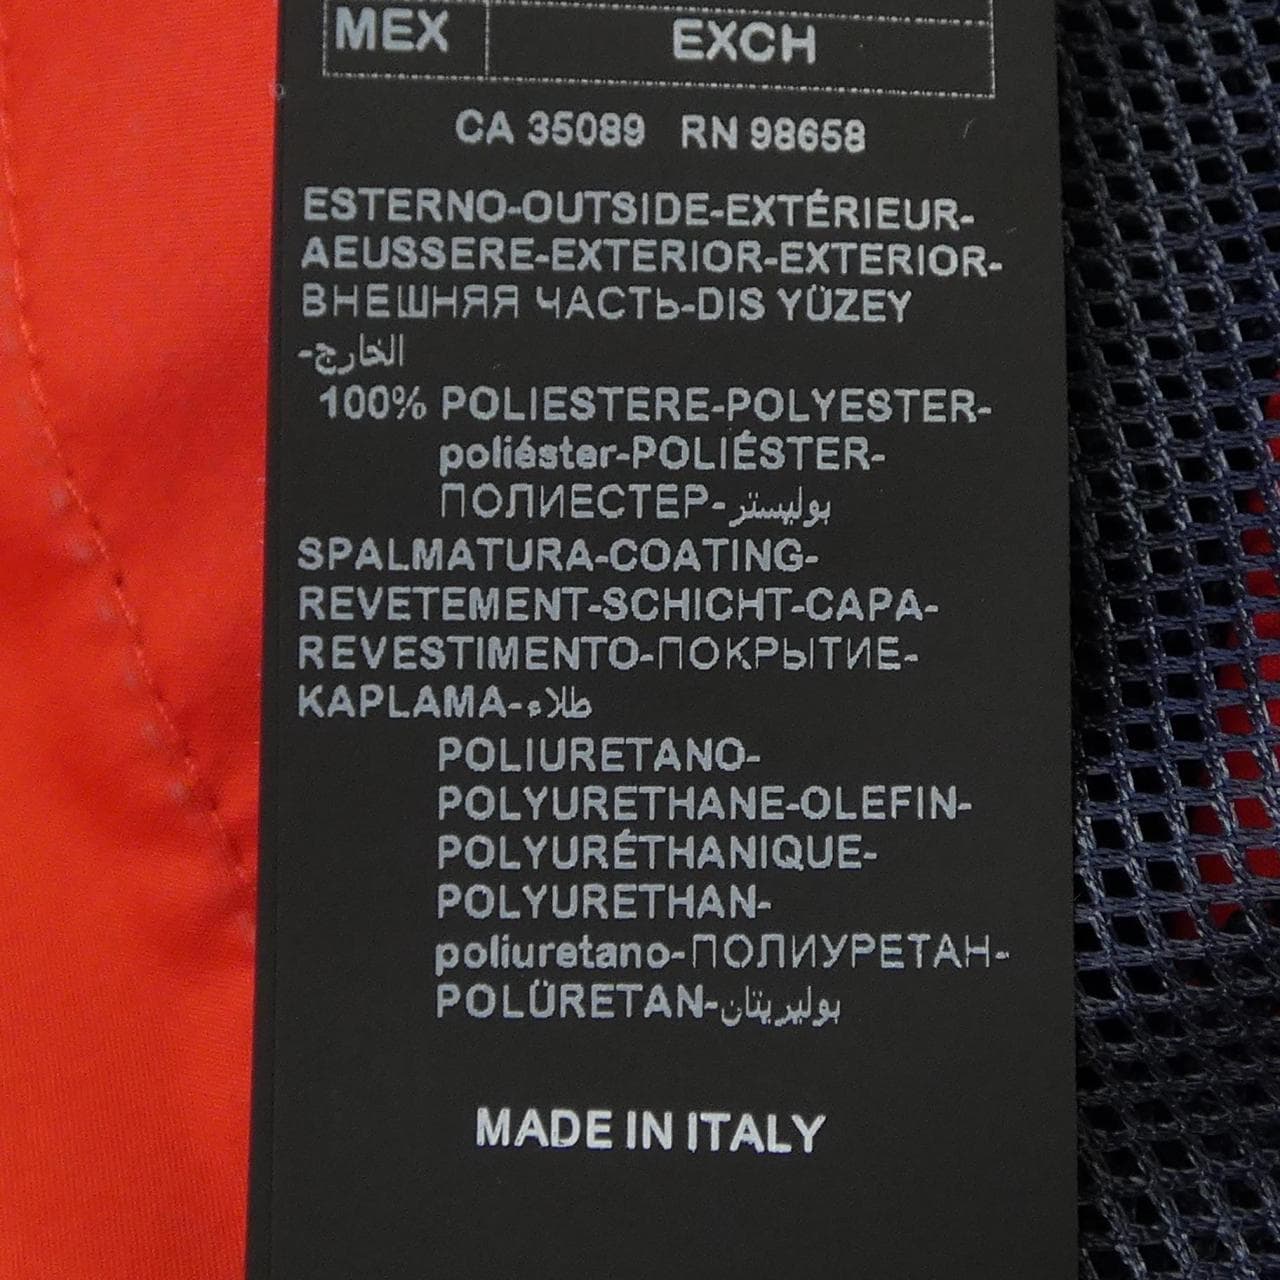 MEX EXCH
CA 35089 RN 98658
ESTERNO-OUTSIDE-EXTÉRIEUR-
AEUSSERE-EXTERIOR-EXTERIOR-
ВНЕШНЯЯ ЧАСТЬ-DIS YÜZEY
-الخارج
100% POLIESTERE-POLYESTER-
poliéster-POLIÉSTER-
ПОЛИЕСТЕР-بوليستر
SPALMATURA-COATING-
REVETEMENT-SCHICHT-CAPA-
REVESTIMENTO-ПОКРЫТИЕ-
KAPLAMA-طلاء
POLIURETANO-
POLYURETHANE-OLEFIN-
POLYURÉTHANIQUE-
POLYURETHAN-
poliuretano-ПОЛИУРЕТАН-
POLÜRETAN-بوليريتان
MADE IN ITALY